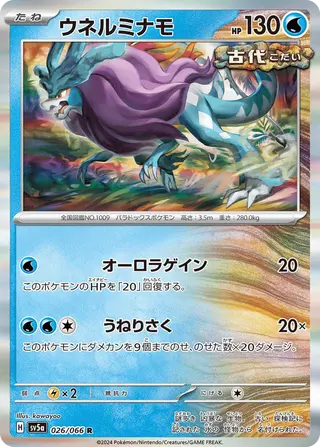 たね ウネルミナモ HP130
古代 こだい
全国図鑑NO.1009 パラドックスポケモン 高さ：3.5m 重さ：280.0kg
オーロラゲイン 20
このポケモンのHPを「20」回復する。
うねりさく 20×
このポケモンにダメカンを9個までのせ、のせた数×20ダメージ。
弱点 ×2 抵抗力 にげる
Illus. kawayoo
H sv5a 026/066 R
©2024 Pokémon/Nintendo/Creatures/GAME FREAK.